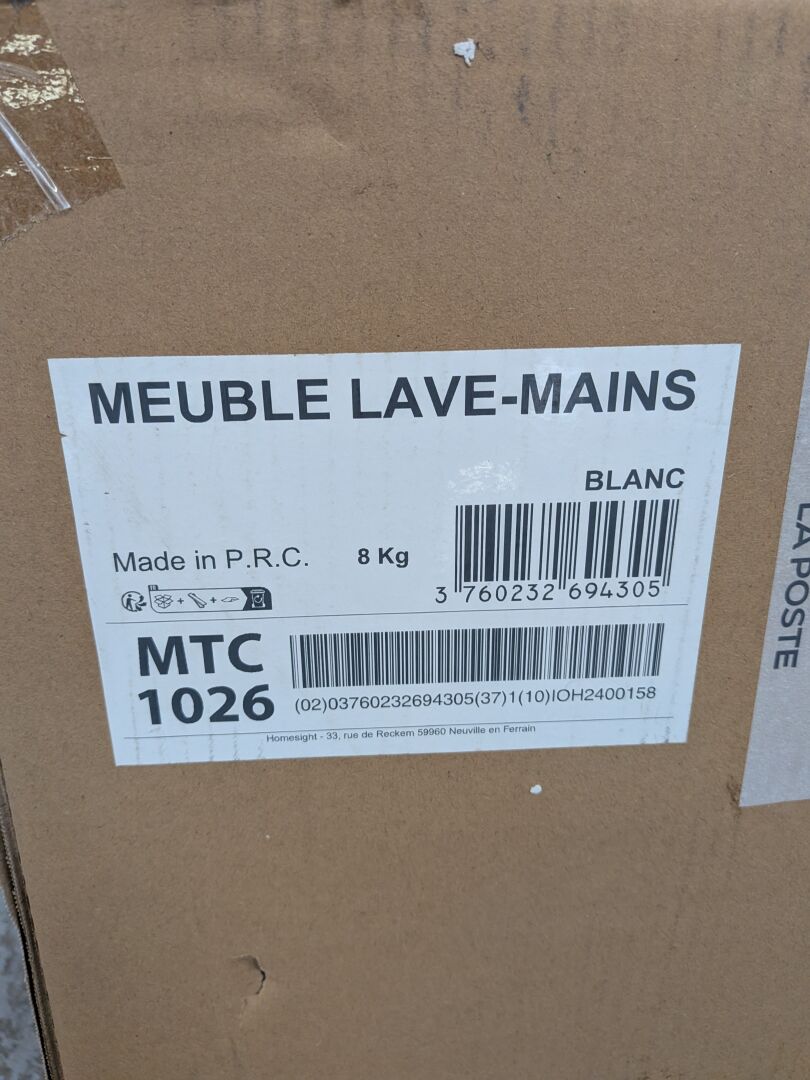 MEUBLE LAVE-MAINS
BLANC
Made in P.R.C.
8 Kg
3 760232 694305
MTC
1026
(02)03760232694305(37)1(10)IOH2400158
Homesight - 33, rue de Reckem 59960 Neuville en Ferrain
LA POSTE